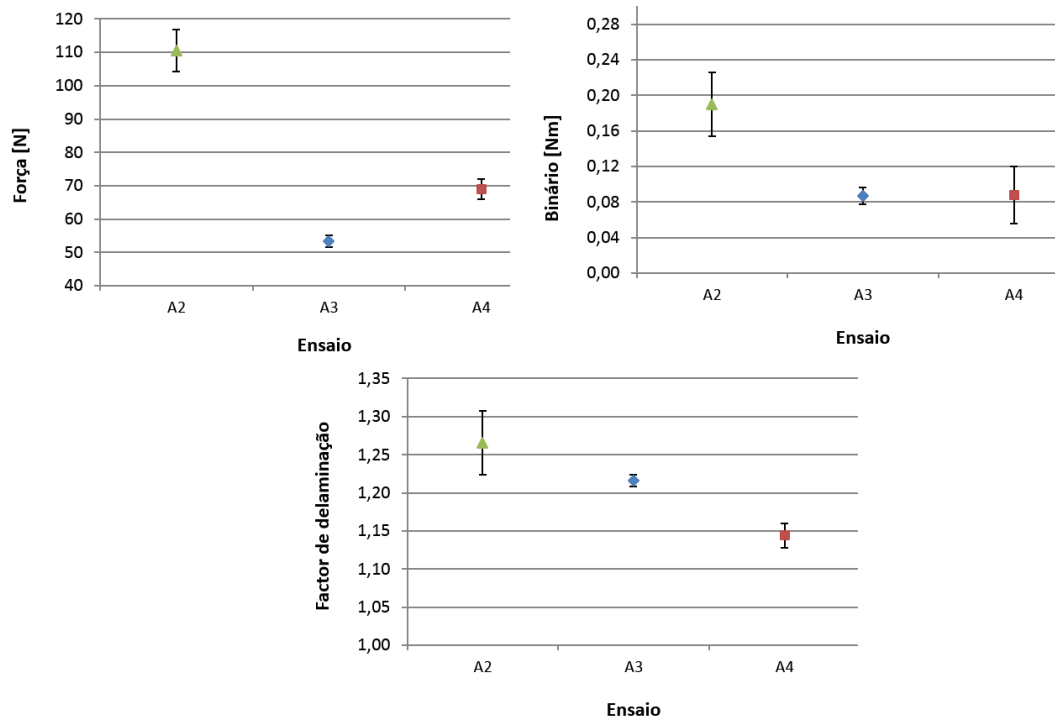 120
110
100
90
80
70
60
50
40
Força [N]
A2 A3 A4
Ensaio
0,28
0,24
0,20
0,16
0,12
0,08
0,04
0,00
Binário [Nm]
A2 A3 A4
Ensaio
1,35
1,30
1,25
1,20
1,15
1,10
1,05
1,00
Factor de delaminação
A2 A3 A4
Ensaio